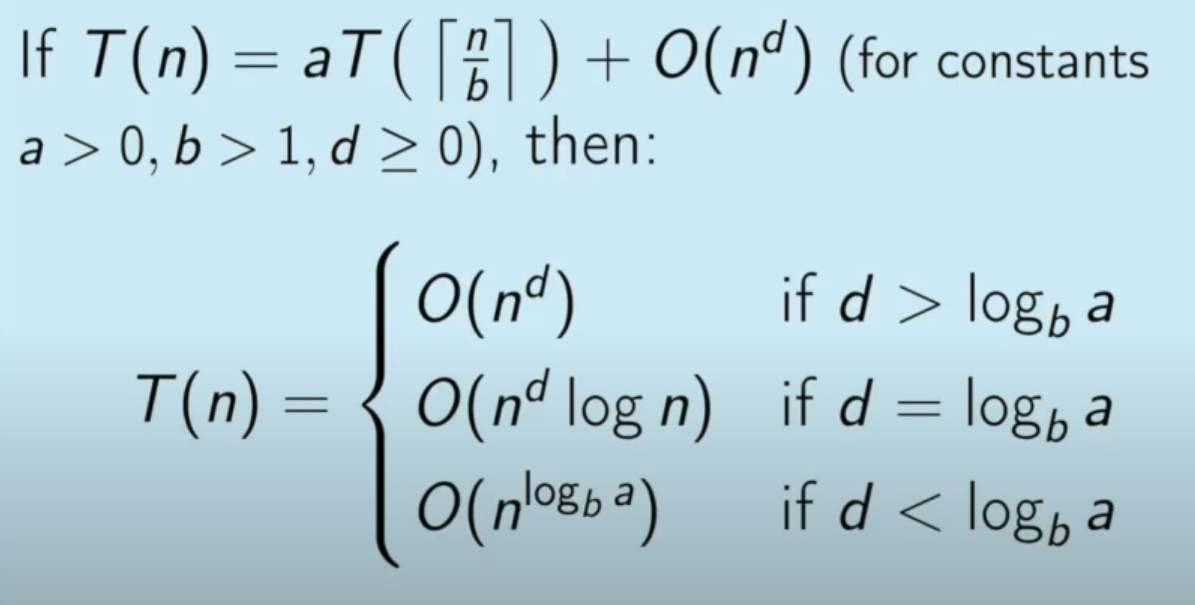 If T(n) = aT(⌈n/b⌉) + O(n^d) (for constants
a > 0, b > 1, d ≥ 0), then:
T(n) = { O(n^d) if d > log_b a
O(n^d log n) if d = log_b a
O(n^{log_b a}) if d < log_b a